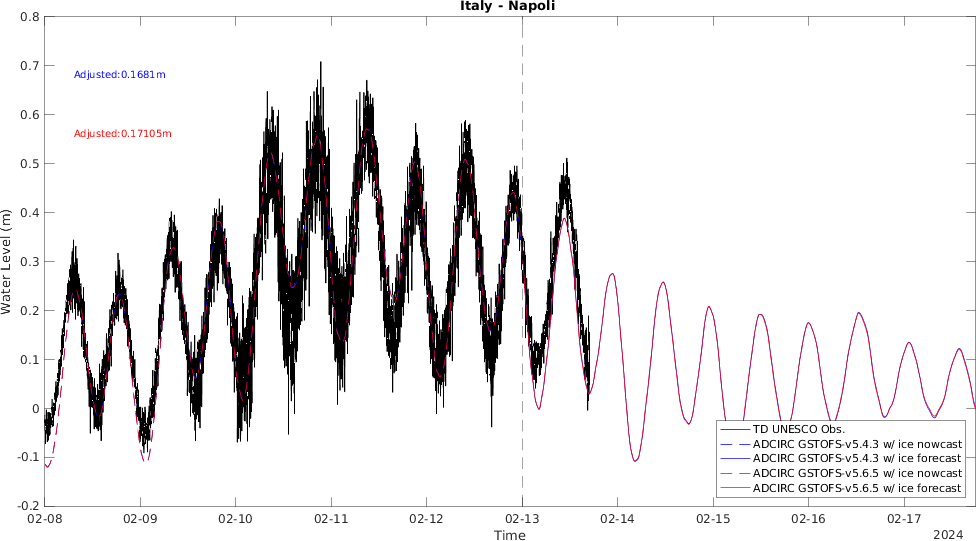 Italy - Napoli
0.8
0.7
0.6
0.5
0.4
0.3
0.2
0.1
0
-0.1
-0.2
Water Level (m)
Adjusted:0.1681m
Adjusted:0.17105m
TD UNESCO Obs.
ADCIRC GSTOFS-v5.4.3 w/ ice nowcast
ADCIRC GSTOFS-v5.4.3 w/ ice forecast
ADCIRC GSTOFS-v5.6.5 w/ ice nowcast
ADCIRC GSTOFS-v5.6.5 w/ ice forecast
02-08 02-09 02-10 02-11 02-12 02-13 02-14 02-15 02-16 02-17
Time
2024